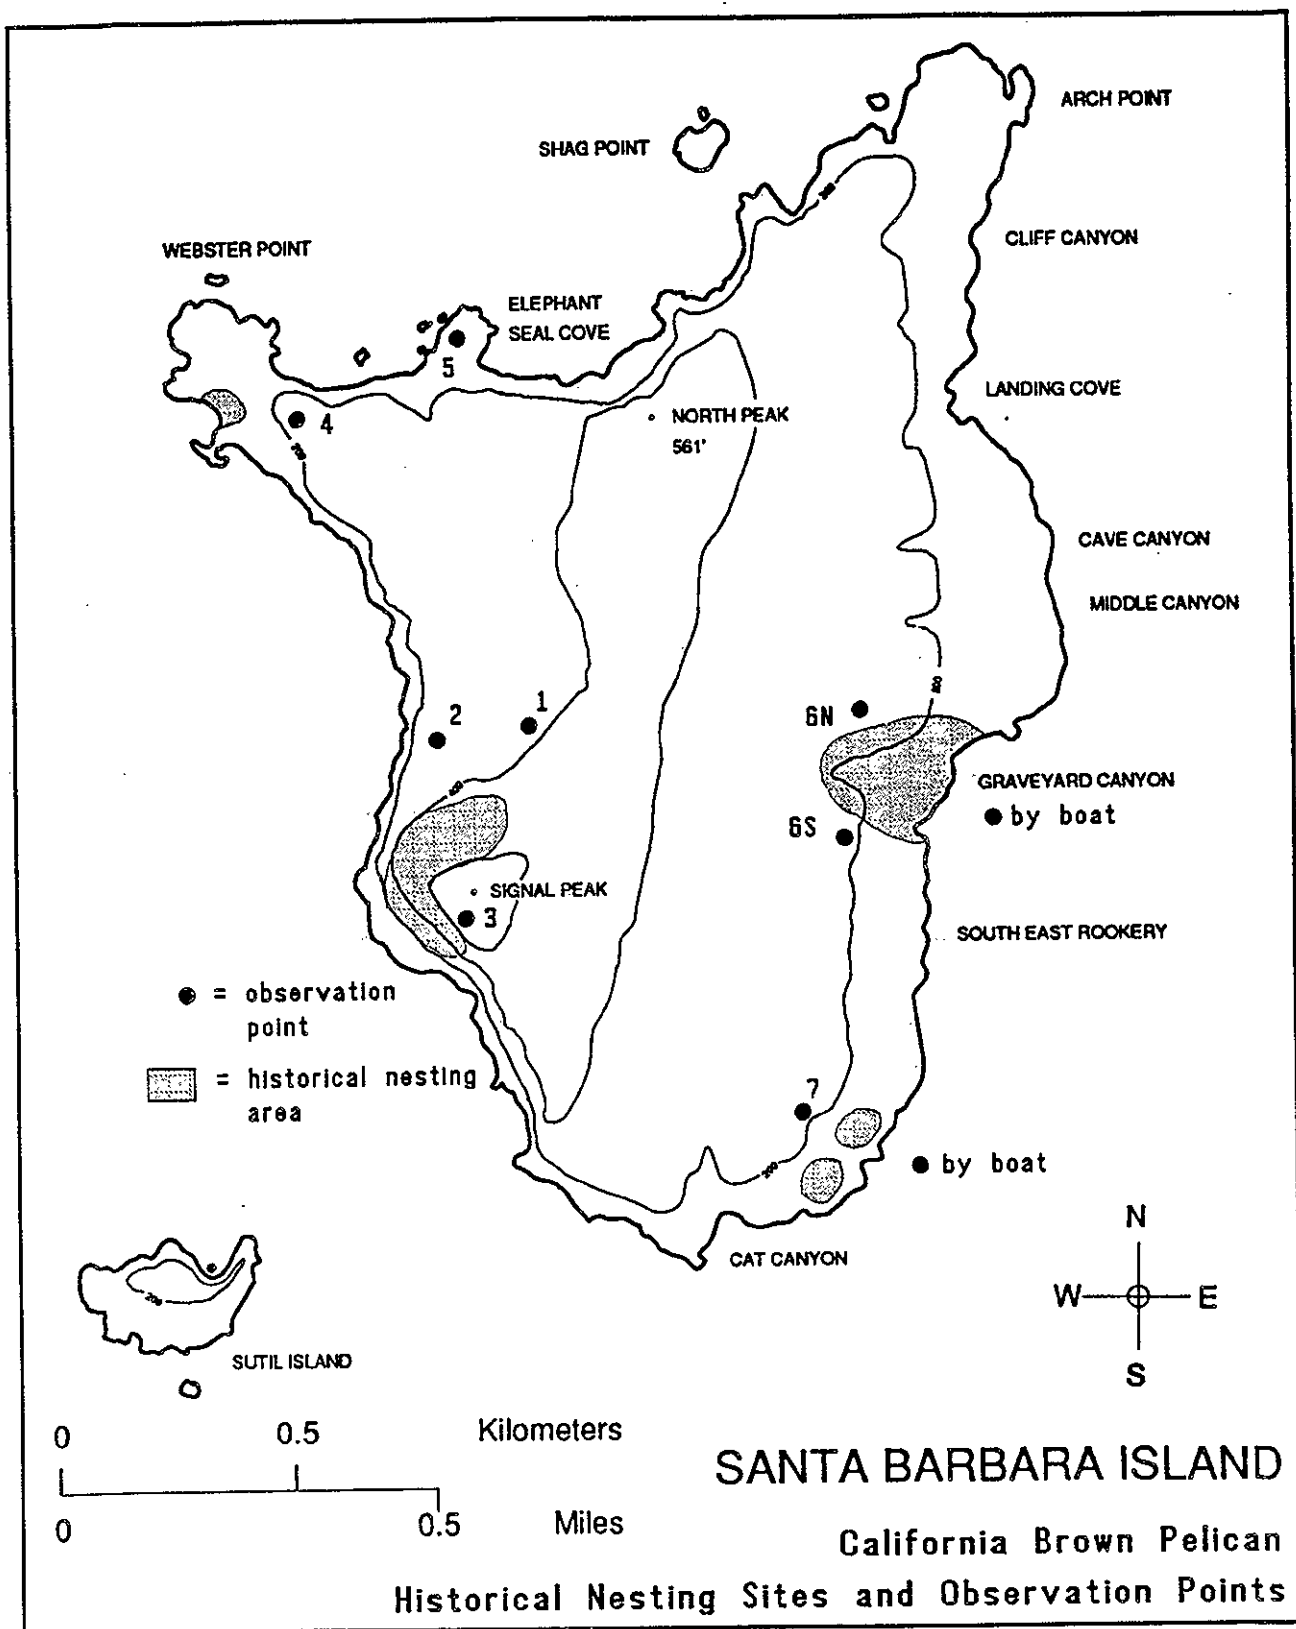 ARCH POINT
SHAG POINT
CLIFF CANYON
WEBSTER POINT
ELEPHANT
SEAL COVE
5
LANDING COVE
4
NORTH PEAK
561'
200
CAVE CANYON
MIDDLE CANYON
2
1
6N
GRAVEYARD CANYON
by boat
6S
SIGNAL PEAK
3
SOUTH EAST ROOKERY
= observation
point
= historical nesting
area
7
by boat
200
CAT CANYON
N
W
E
S
200
SUTIL ISLAND
0
0.5
Kilometers
0
0.5
Miles
SANTA BARBARA ISLAND
California Brown Pelican
Historical Nesting Sites and Observation Points